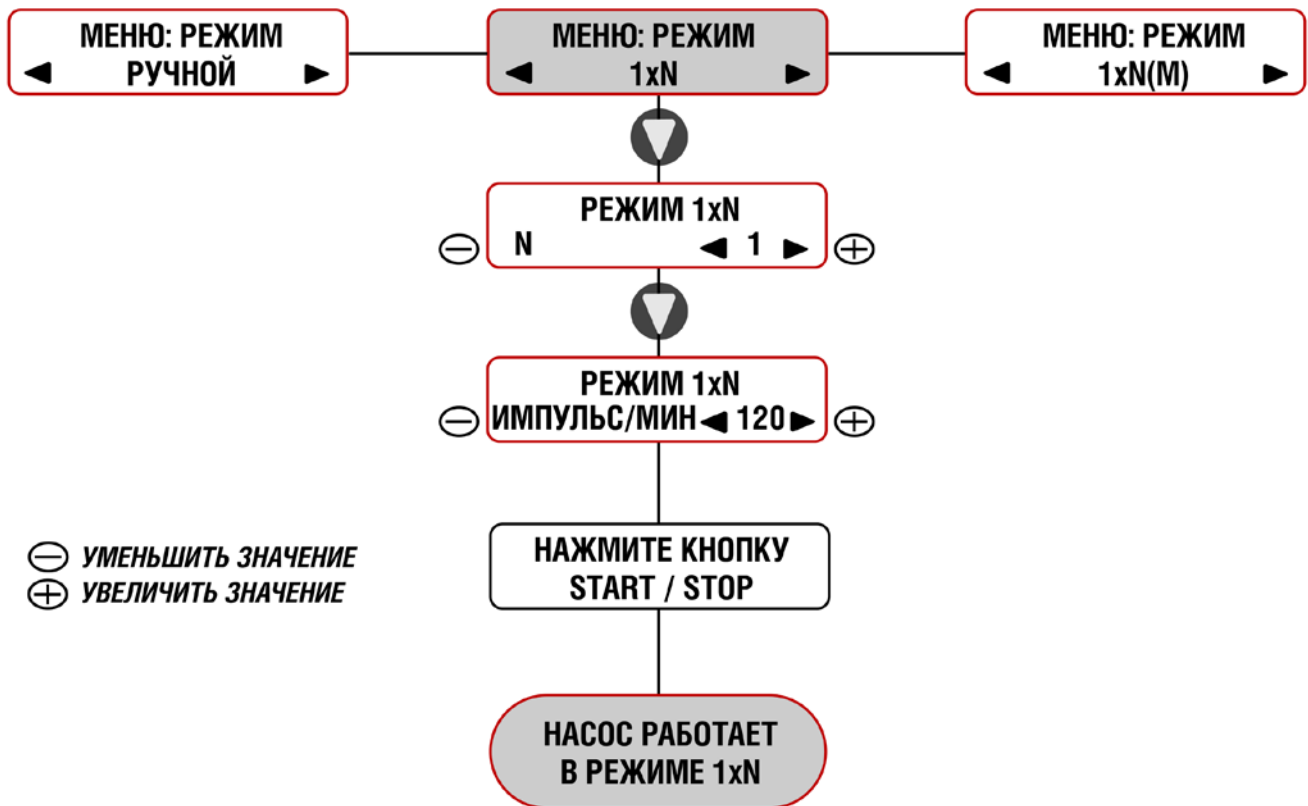 МЕНЮ: РЕЖИМ
◄ РУЧНОЙ ►
МЕНЮ: РЕЖИМ
◄ 1xN ►
МЕНЮ: РЕЖИМ
◄ 1xN(M) ►
РЕЖИМ 1xN
N ◄ 1 ►
РЕЖИМ 1xN
ИМПУЛЬС/МИН ◄ 120 ►
НАЖМИТЕ КНОПКУ
START / STOP
УМЕНЬШИТЬ ЗНАЧЕНИЕ
УВЕЛИЧИТЬ ЗНАЧЕНИЕ
НАСОС РАБОТАЕТ
В РЕЖИМЕ 1xN